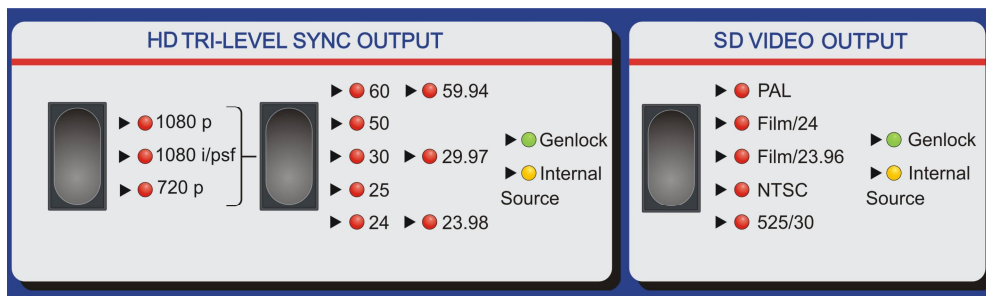 HD TRI-LEVEL SYNC OUTPUT
1080 p
1080 i/psf
720 p
60 59.94
50
30 29.97
25
24 23.98
Genlock
Internal
Source
SD VIDEO OUTPUT
PAL
Film/24
Film/23.96
NTSC
525/30
Genlock
Internal
Source